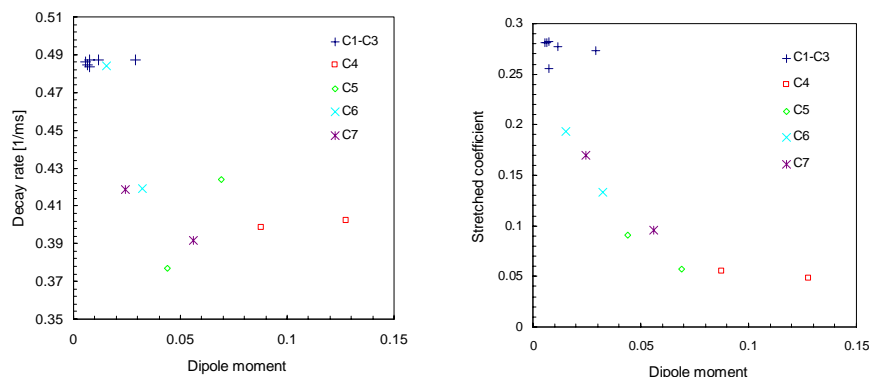 0.51
0.49
0.47
0.45
0.43
0.41
0.39
0.37
0.35
Decay rate [1/ms]
0
0.05
0.1
0.15
Dipole moment
C1-C3
C4
C5
C6
C7
0.3
0.25
0.2
0.15
0.1
0.05
0
Stretched coefficient
0
0.05
0.1
0.15
Dipole moment
C1-C3
C4
C5
C6
C7